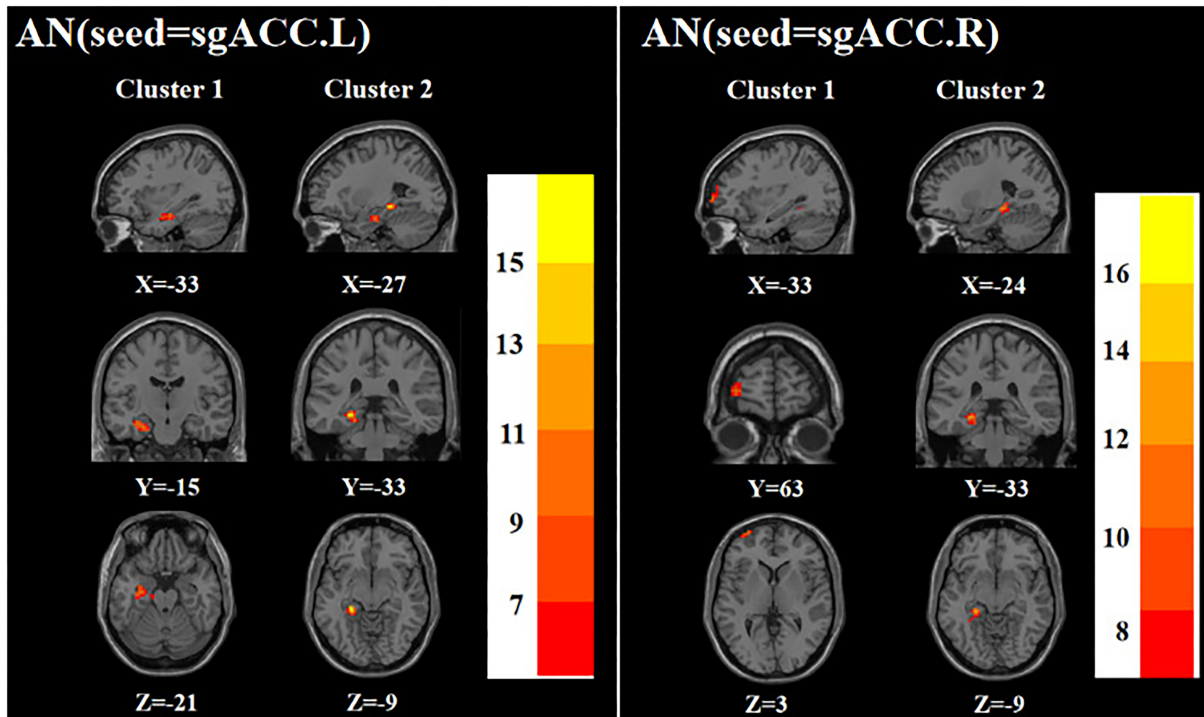 AN(seed=sgACC.L)
Cluster 1
Cluster 2
X=-33
X=-27
Y=-15
Y=-33
Z=-21
Z=-9
15
13
11
9
7
AN(seed=sgACC.R)
Cluster 1
Cluster 2
X=-33
X=-24
Y=63
Y=-33
Z=3
Z=-9
16
14
12
10
8